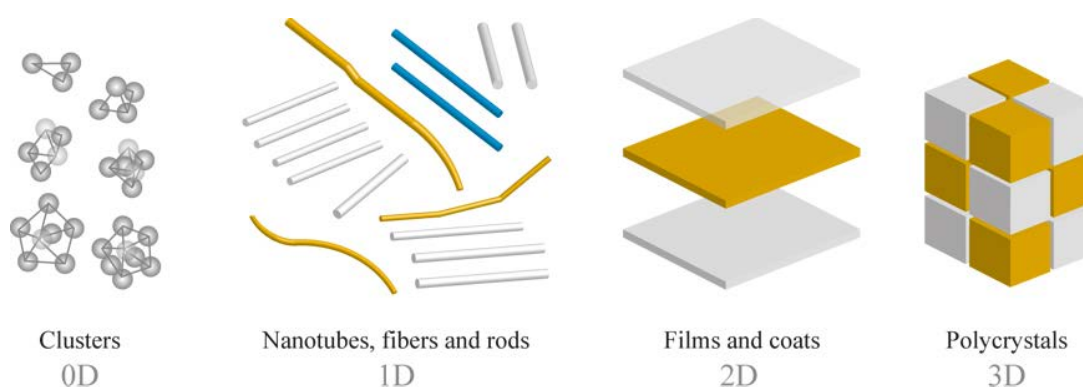 Clusters
0D
Nanotubes, fibers and rods
1D
Films and coats
2D
Polycrystals
3D